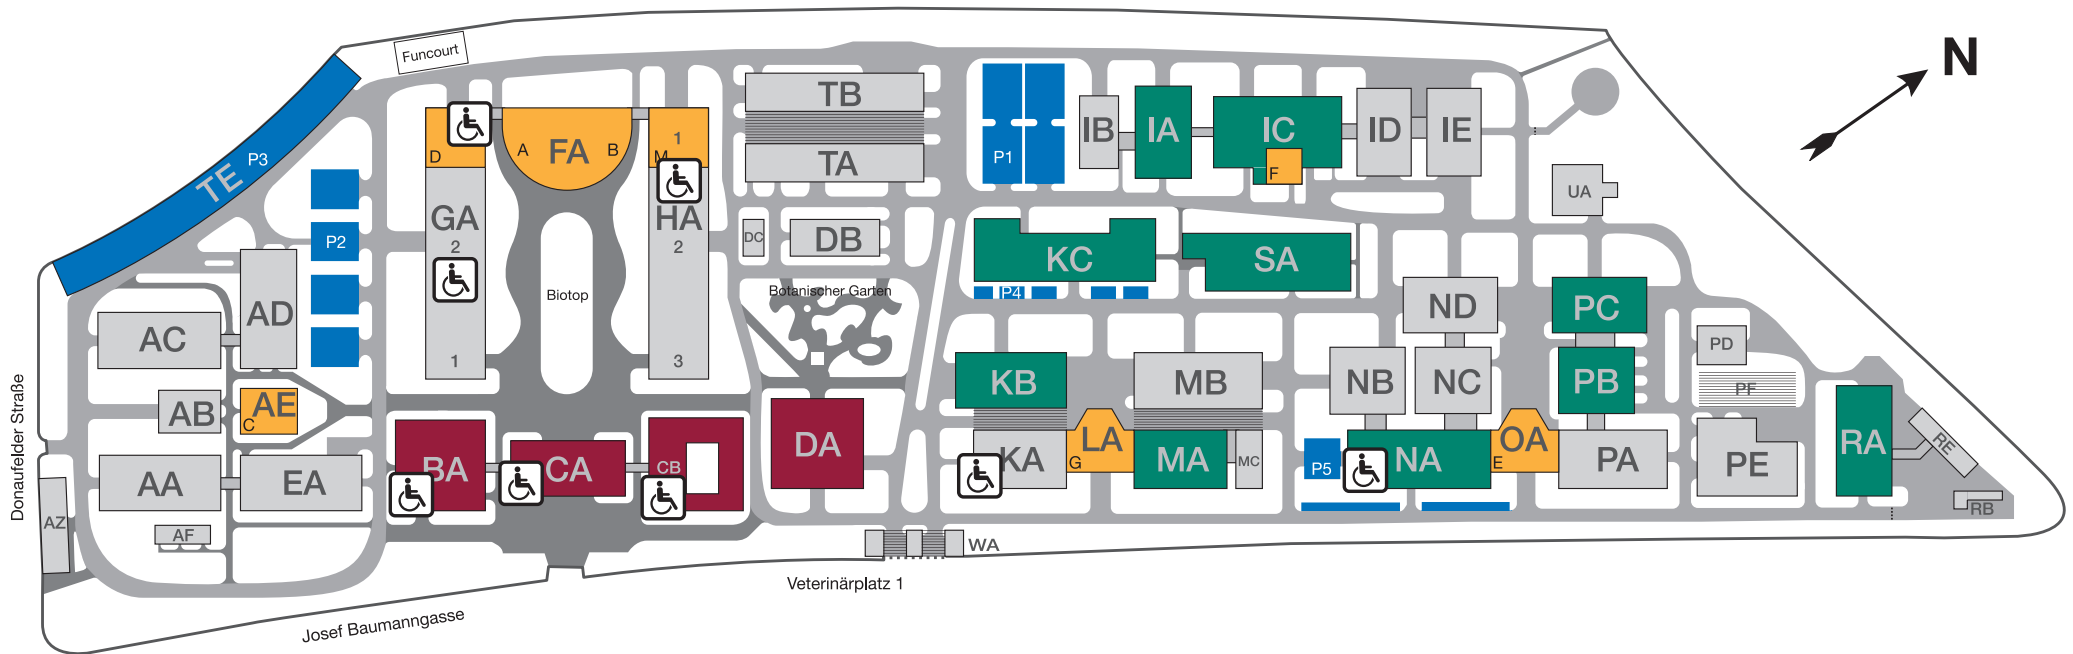 Funcourt
N
TE
P3
P2
D
A
FA
B
1
M
GA
2
1
HA
2
3
Biotop
TB
TA
DC
DB
Botanischer Garten
P1
IB
IA
IC
F
ID
IE
UA
KC
SA
P4
AD
AC
AB
AE
C
AA
EA
AZ
AF
BA
CA
CB
DA
KB
MB
KA
LA
G
MA
MC
ND
NB
NC
NA
P5
OA
E
PC
PB
PA
PD
PF
PE
RA
RE
RB
WA
Donaufelder Straße
Josef Baumanngasse
Veterinärplatz 1